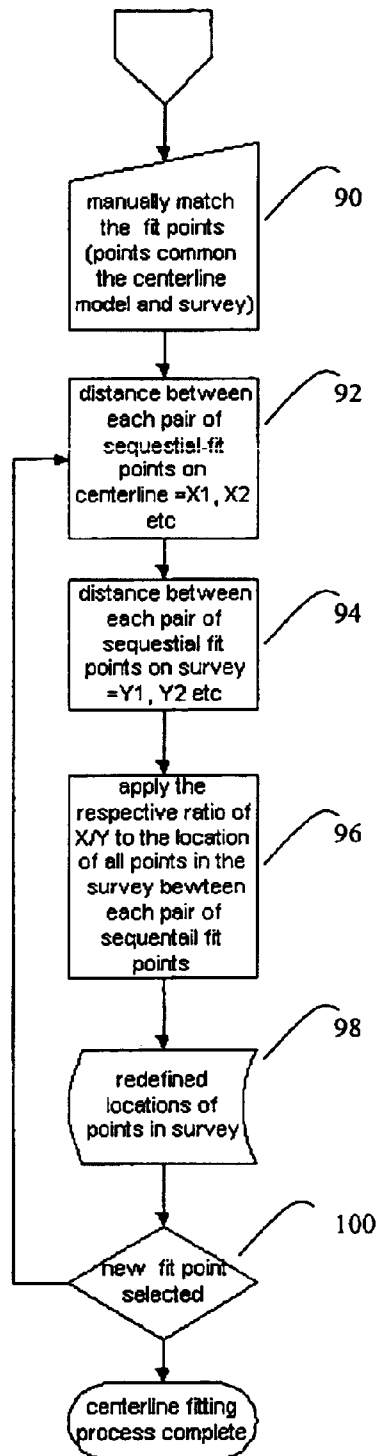 manually match
the fit points
(points common
the centerline
model and survey)
90
distance between
each pair of
sequestial-fit
points on
centerline =X1, X2
etc
92
distance between
each pair of
sequestial fit
points on survey
=Y1, Y2 etc
94
apply the
respective ratio of
X/Y to the location
of all points in the
survey bewteen
each pair of
sequentail fit
points
96
redefined
locations of
points in survey
98
new fit point
selected
100
centerline fitting
process complete